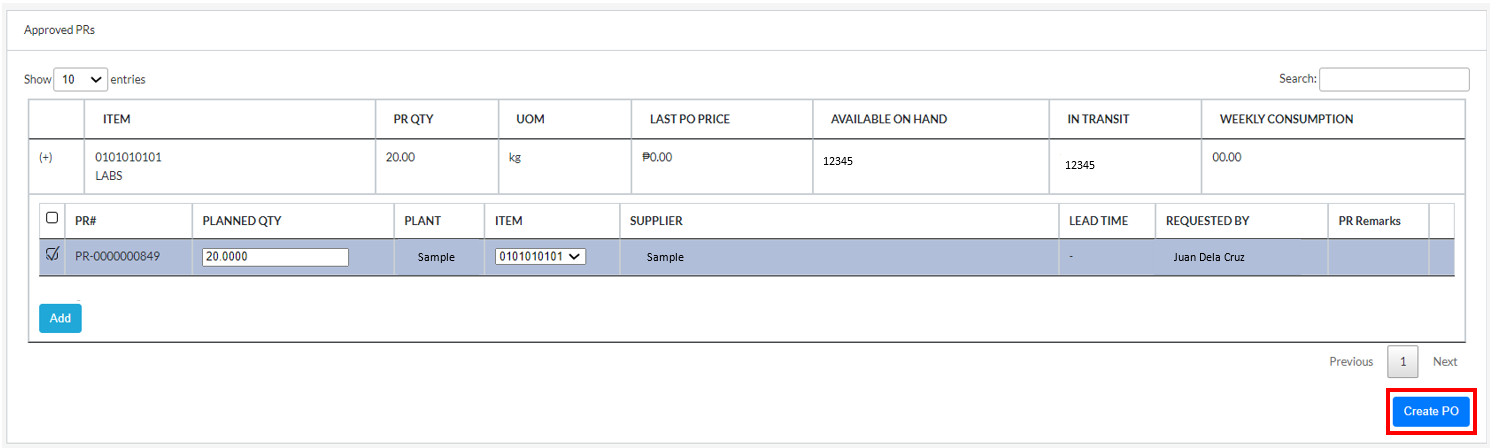 Approved PRs
Show 10 entries Search:
ITEM PR QTY UOM LAST PO PRICE AVAILABLE ON HAND IN TRANSIT WEEKLY CONSUMPTION
(+) 0101010101 20.00 kg ₱0.00 12345 12345 00.00
LABS
PR# PLANNED QTY PLANT ITEM SUPPLIER LEAD TIME REQUESTED BY PR Remarks
PR-0000000849 20.0000 Sample 0101010101 Sample - Juan Dela Cruz
Add
Previous 1 Next
Create PO